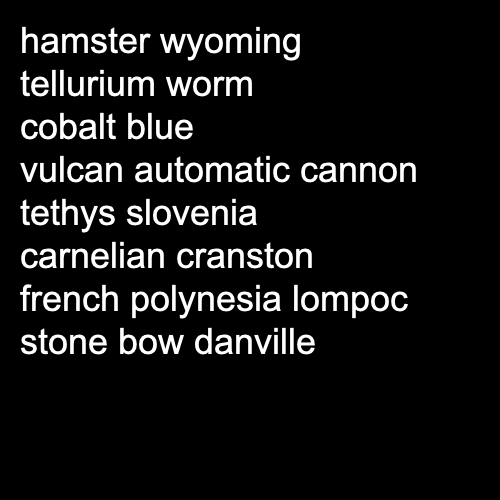 hamster wyoming
tellurium worm
cobalt blue
vulcan automatic cannon
tethys slovenia
carnelian cranston
french polynesia lompoc
stone bow danville